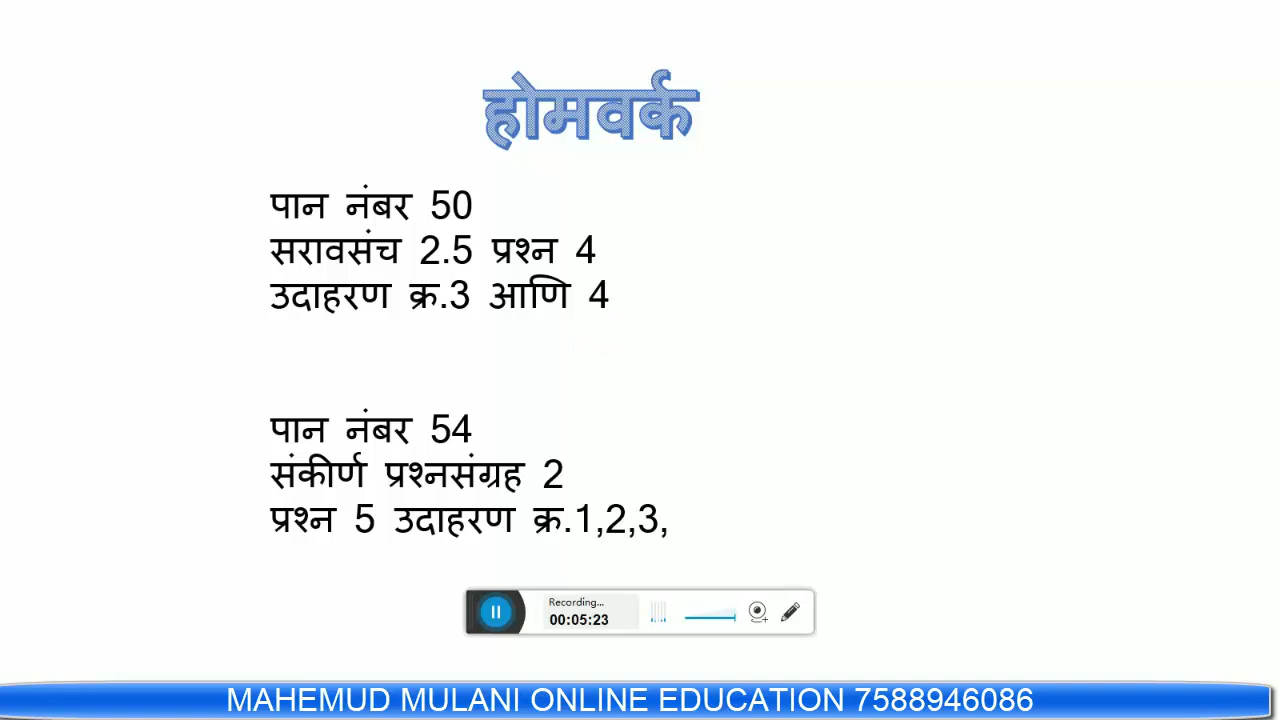 होमवर्क
पान नंबर 50
सरावसंच 2.5 प्रश्न 4
उदाहरण क्र.3 आणि 4
पान नंबर 54
संकीर्ण प्रश्नसंग्रह 2
प्रश्न 5 उदाहरण क्र.1,2,3,
Recording...
00:05:23
MAHEMUD MULANI ONLINE EDUCATION 7588946086